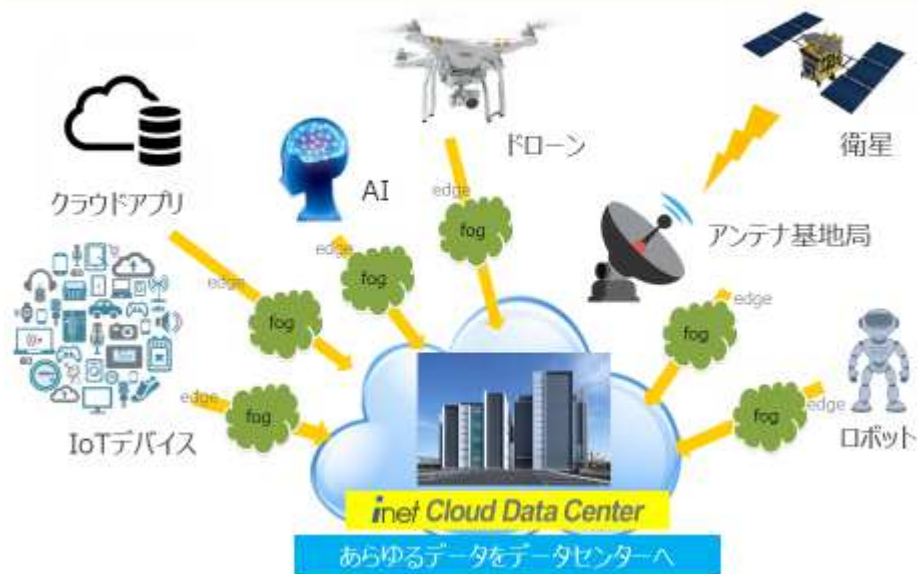 ドローン
衛星
AI
クラウドアプリ
アンテナ基地局
edge
fog
edge
fog
edge
fog
edge
fog
edge
fog
edge
fog
IoTデバイス
ロボット
inet Cloud Data Center
あらゆるデータをデータセンターへ